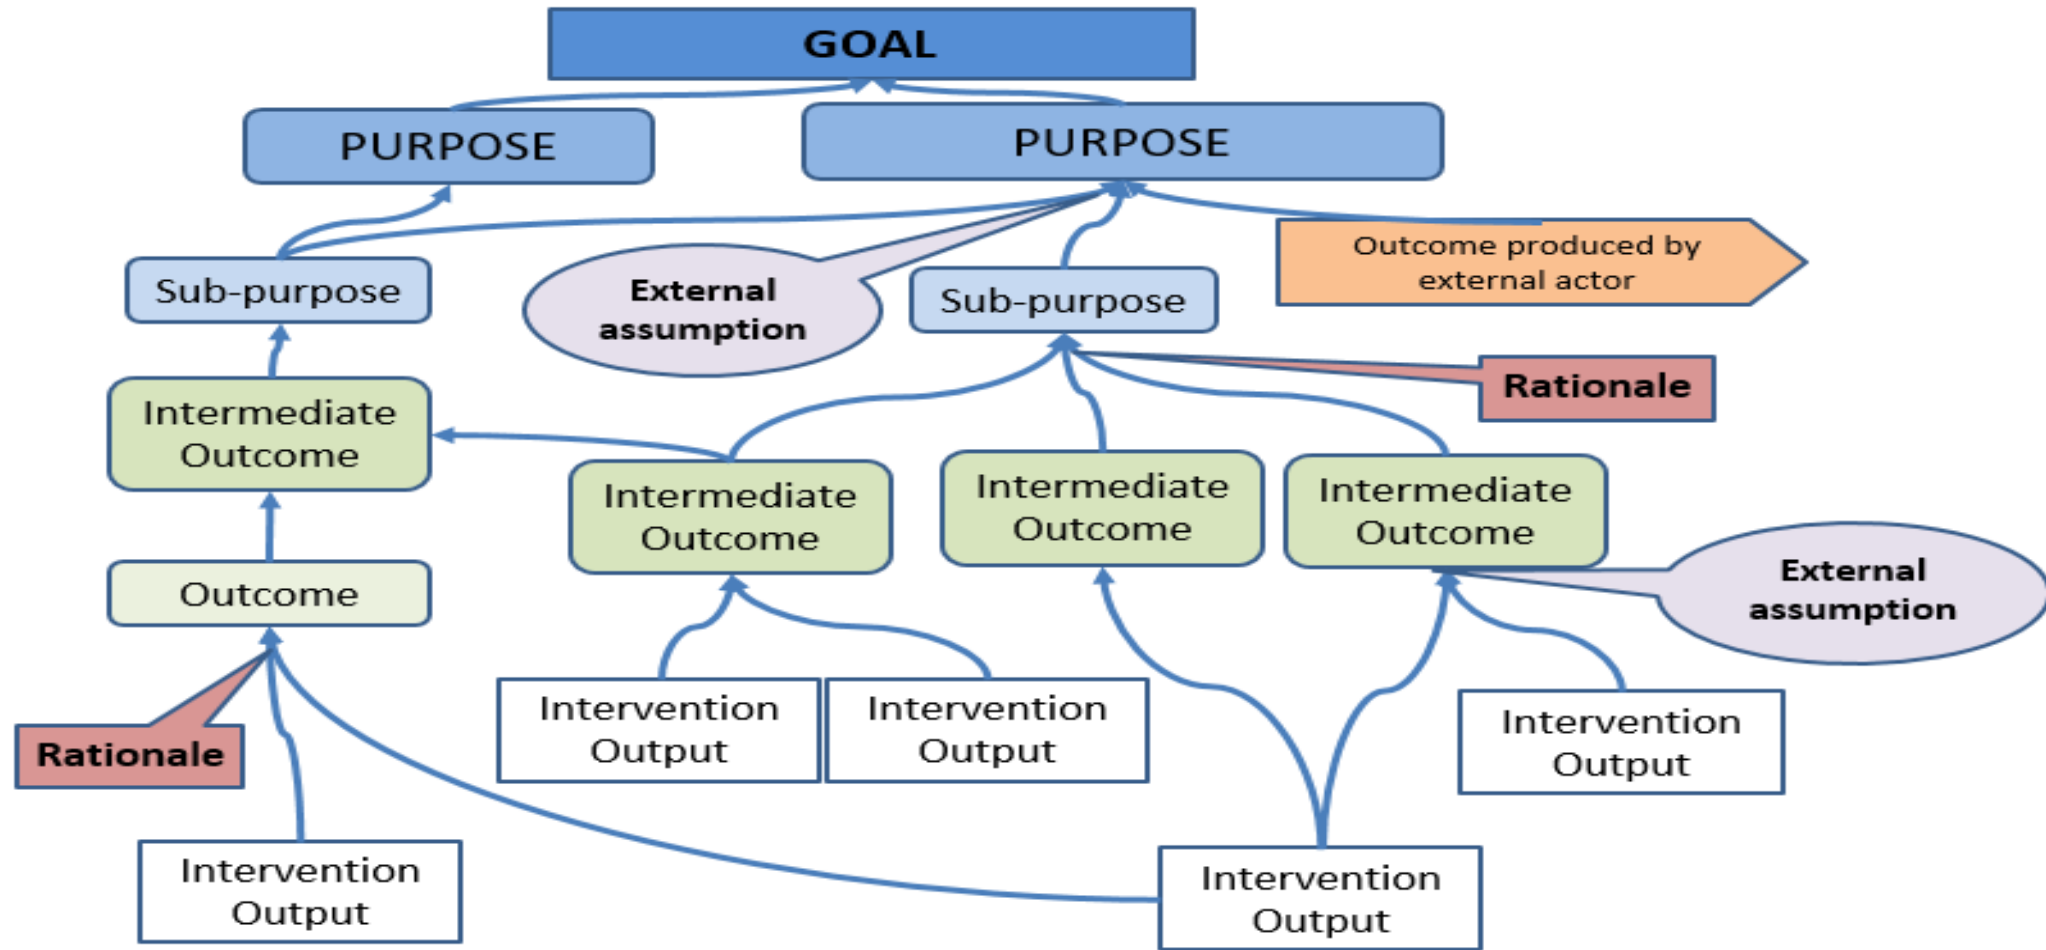 GOAL
PURPOSE
PURPOSE
Sub-purpose
External
assumption
Sub-purpose
Outcome produced by
external actor
Rationale
Intermediate
Outcome
Intermediate
Outcome
Intermediate
Outcome
Intermediate
Outcome
External
assumption
Outcome
Rationale
Intervention
Output
Intervention
Output
Intervention
Output
Intervention
Output
Intervention
Output